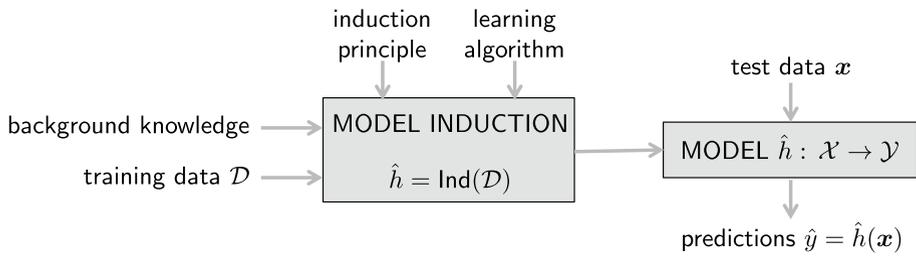 induction
principle
learning
algorithm
test data 𝒙
background knowledge
MODEL INDUCTION
training data 𝒟
ĥ = Ind(𝒟)
MODEL ĥ : 𝒳 → 𝒴
predictions ŷ = ĥ(𝒙)